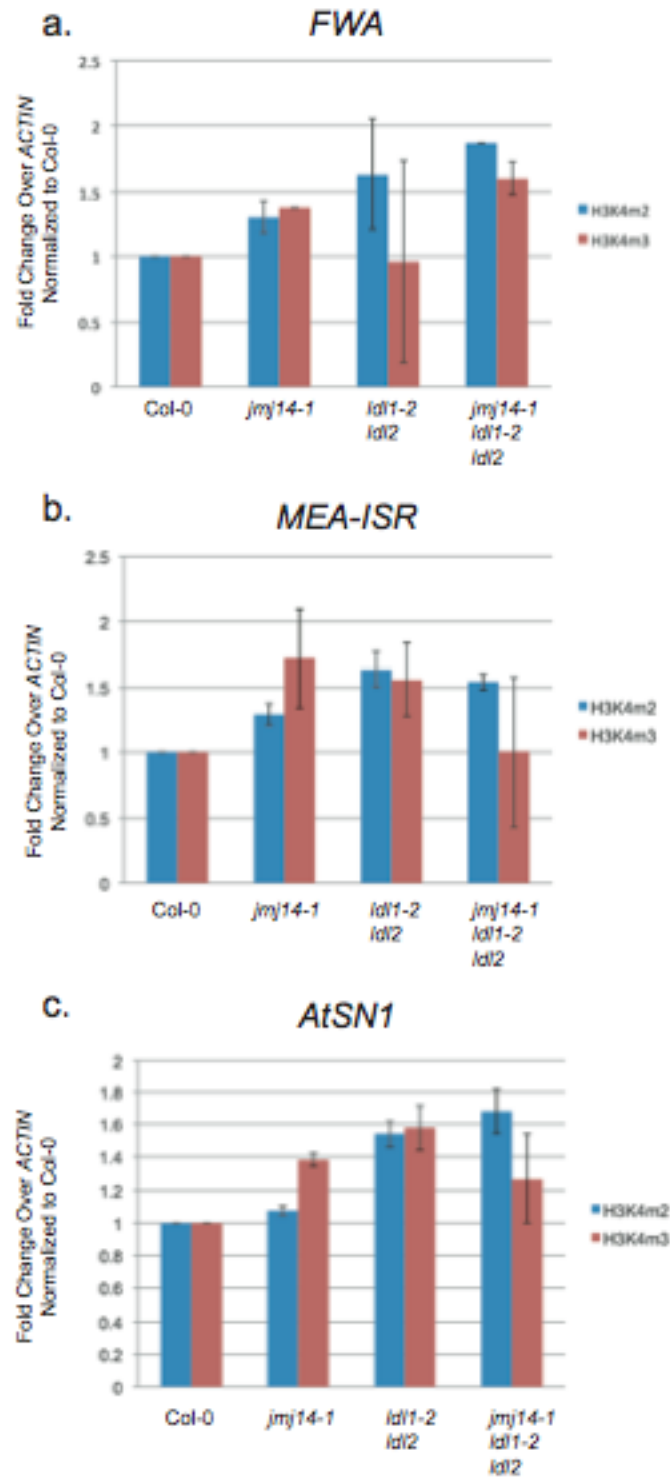 a.
FWA
Fold Change Over ACTIN
Normalized to Col-0
2.5
2
1.5
1
0.5
0
Col-0
jmj14-1
ldl1-2
ldl2
jmj14-1
ldl1-2
ldl2
H3K4m2
H3K4m3
b.
MEA-ISR
Fold Change Over ACTIN
Normalized to Col-0
2.5
2
1.5
1
0.5
0
Col-0
jmj14-1
ldl1-2
ldl2
jmj14-1
ldl1-2
ldl2
H3K4m2
H3K4m3
c.
AtSN1
Fold Change Over ACTIN
Normalized to Col-0
2
1.8
1.6
1.4
1.2
1
0.8
0.6
0.4
0.2
0
Col-0
jmj14-1
ldl1-2
ldl2
jmj14-1
ldl1-2
ldl2
H3K4m2
H3K4m3